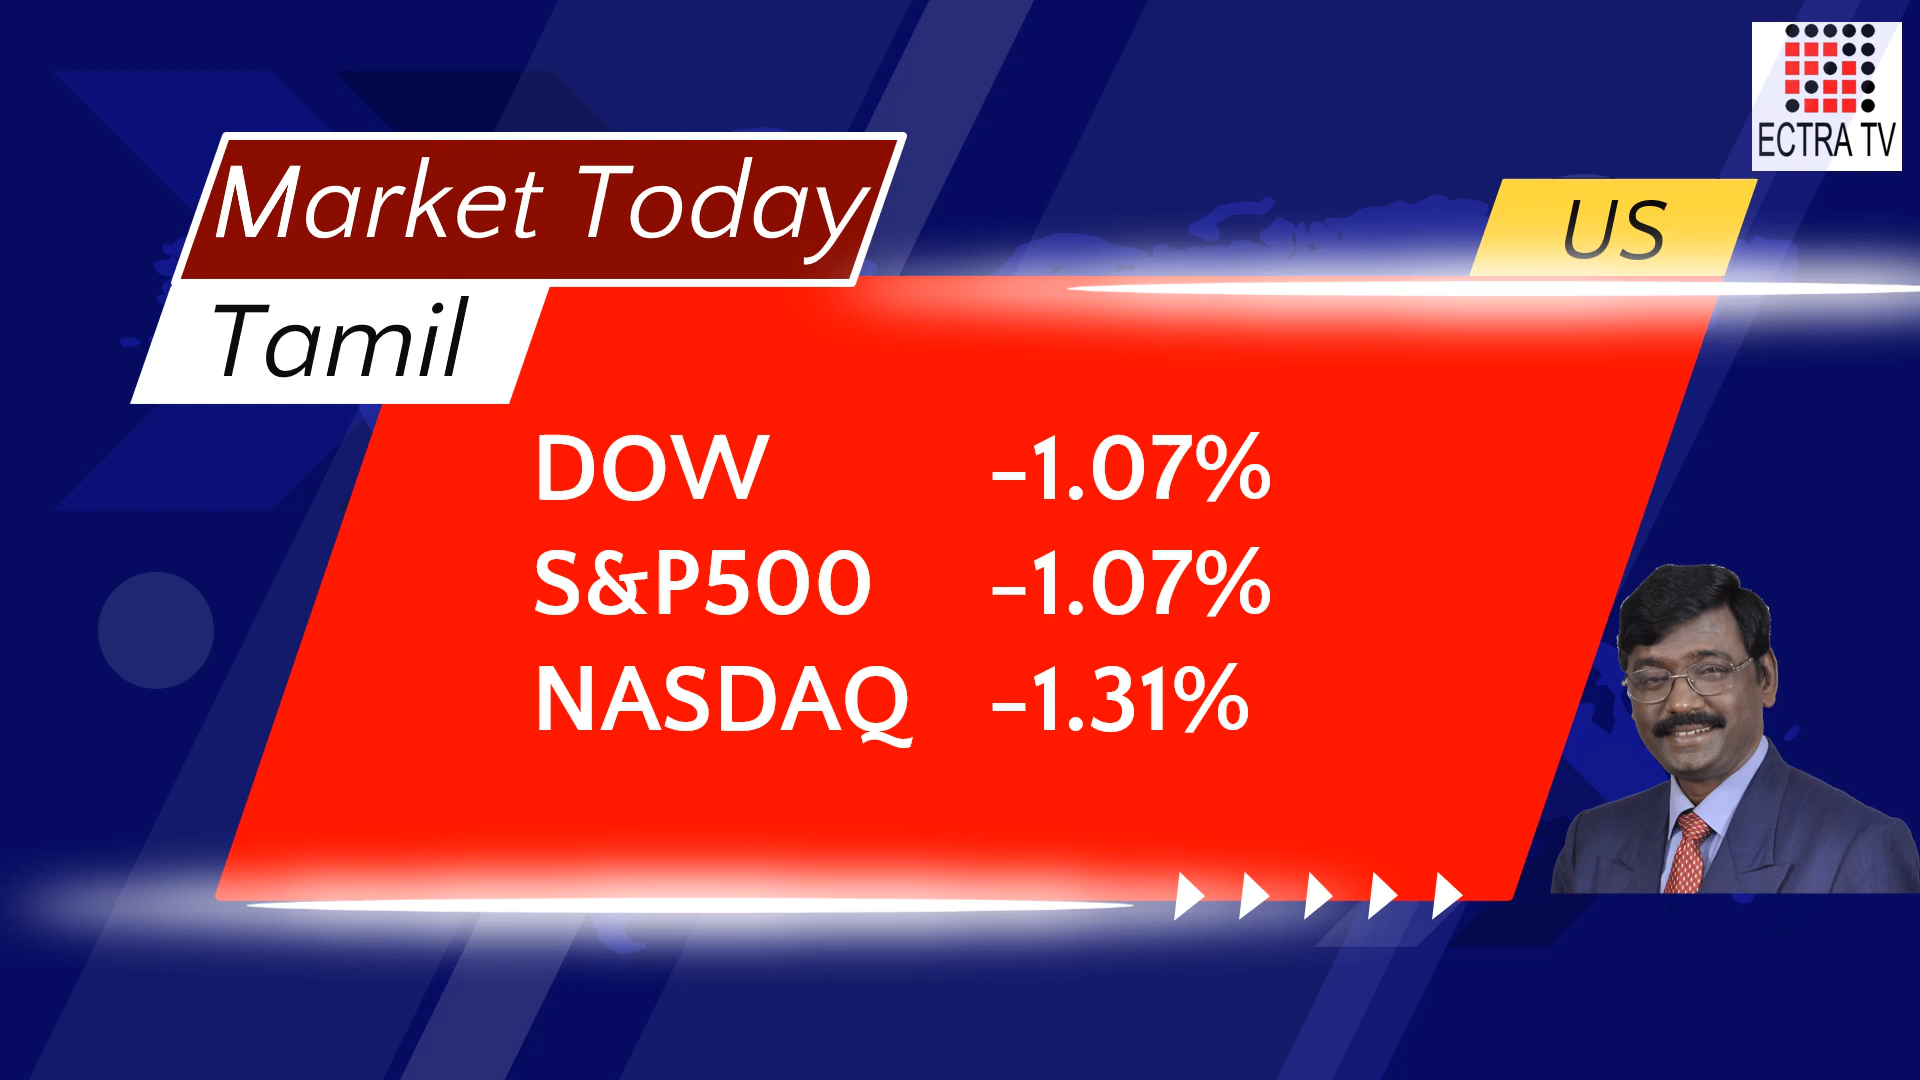 ECTRA TV
Market Today
US
Tamil
DOW -1.07%
S&P500 -1.07%
NASDAQ -1.31%